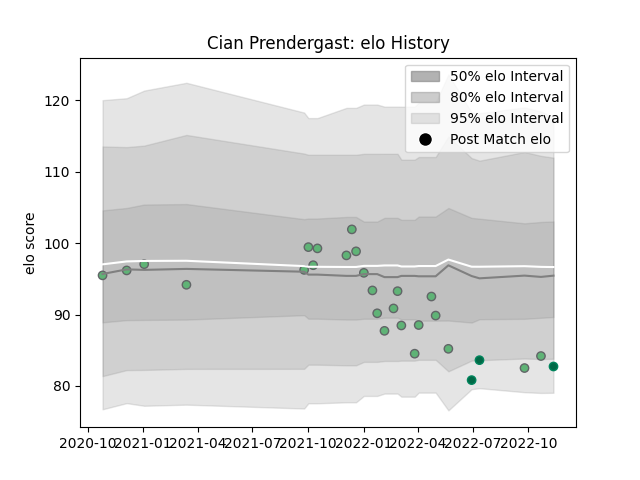 Cian Prendergast: elo History
50% elo Interval
80% elo Interval
95% elo Interval
Post Match elo
elo score
120
110
100
90
80
2020-10
2021-01
2021-04
2021-07
2021-10
2022-01
2022-04
2022-07
2022-10